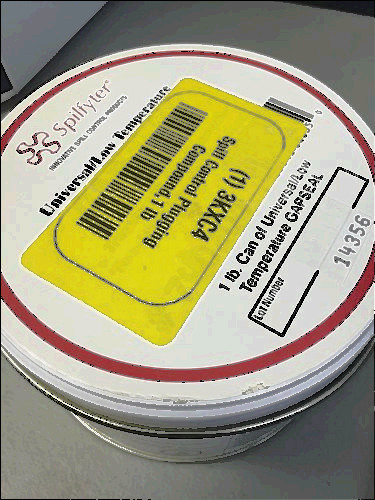 Spilfyter®
INNOVATIVE SPILL CONTROL PRODUCTS
Universal/Low Temperature
(1) 3KXC4
Spill Control Plugging
Compound, 1 lb
1 lb. Can of Universal/Low
Temperature GAPSEAL
Lot Number
14356